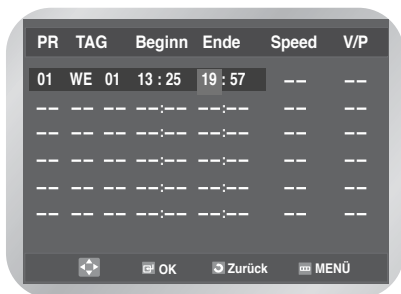 PR TAG Beginn Ende Speed V/P
01 WE 01 13 : 25 19 : 57 –– ––
–– –– –– ––:–– ––:–– –– ––
–– –– –– ––:–– ––:–– –– ––
–– –– –– ––:–– ––:–– –– ––
–– –– –– ––:–– ––:–– –– ––
–– –– –– ––:–– ––:–– –– ––
OK Zurück MENÜ